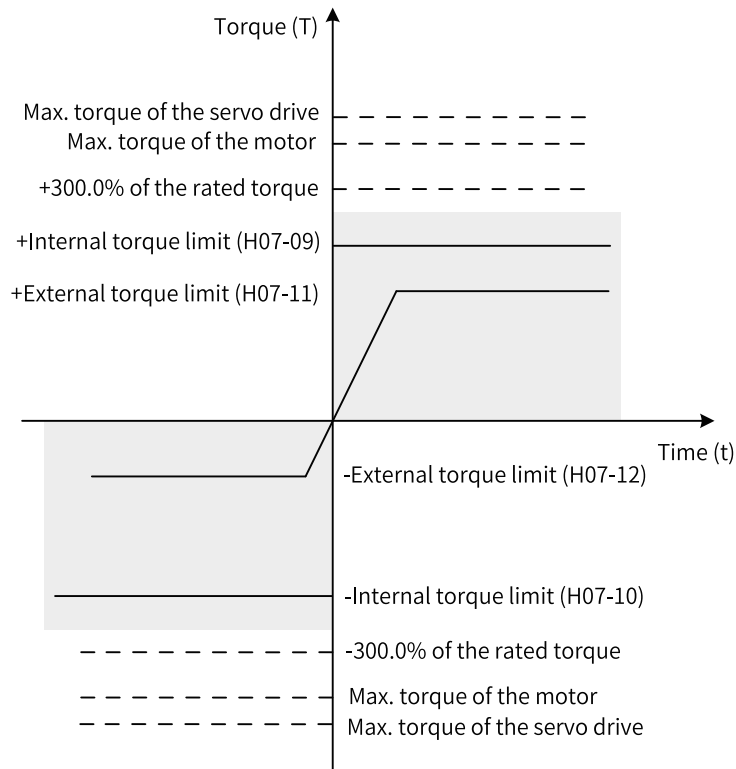 Torque (T)
Max. torque of the servo drive
Max. torque of the motor
+300.0% of the rated torque
+Internal torque limit (H07-09)
+External torque limit (H07-11)
Time (t)
-External torque limit (H07-12)
-Internal torque limit (H07-10)
-300.0% of the rated torque
Max. torque of the motor
Max. torque of the servo drive